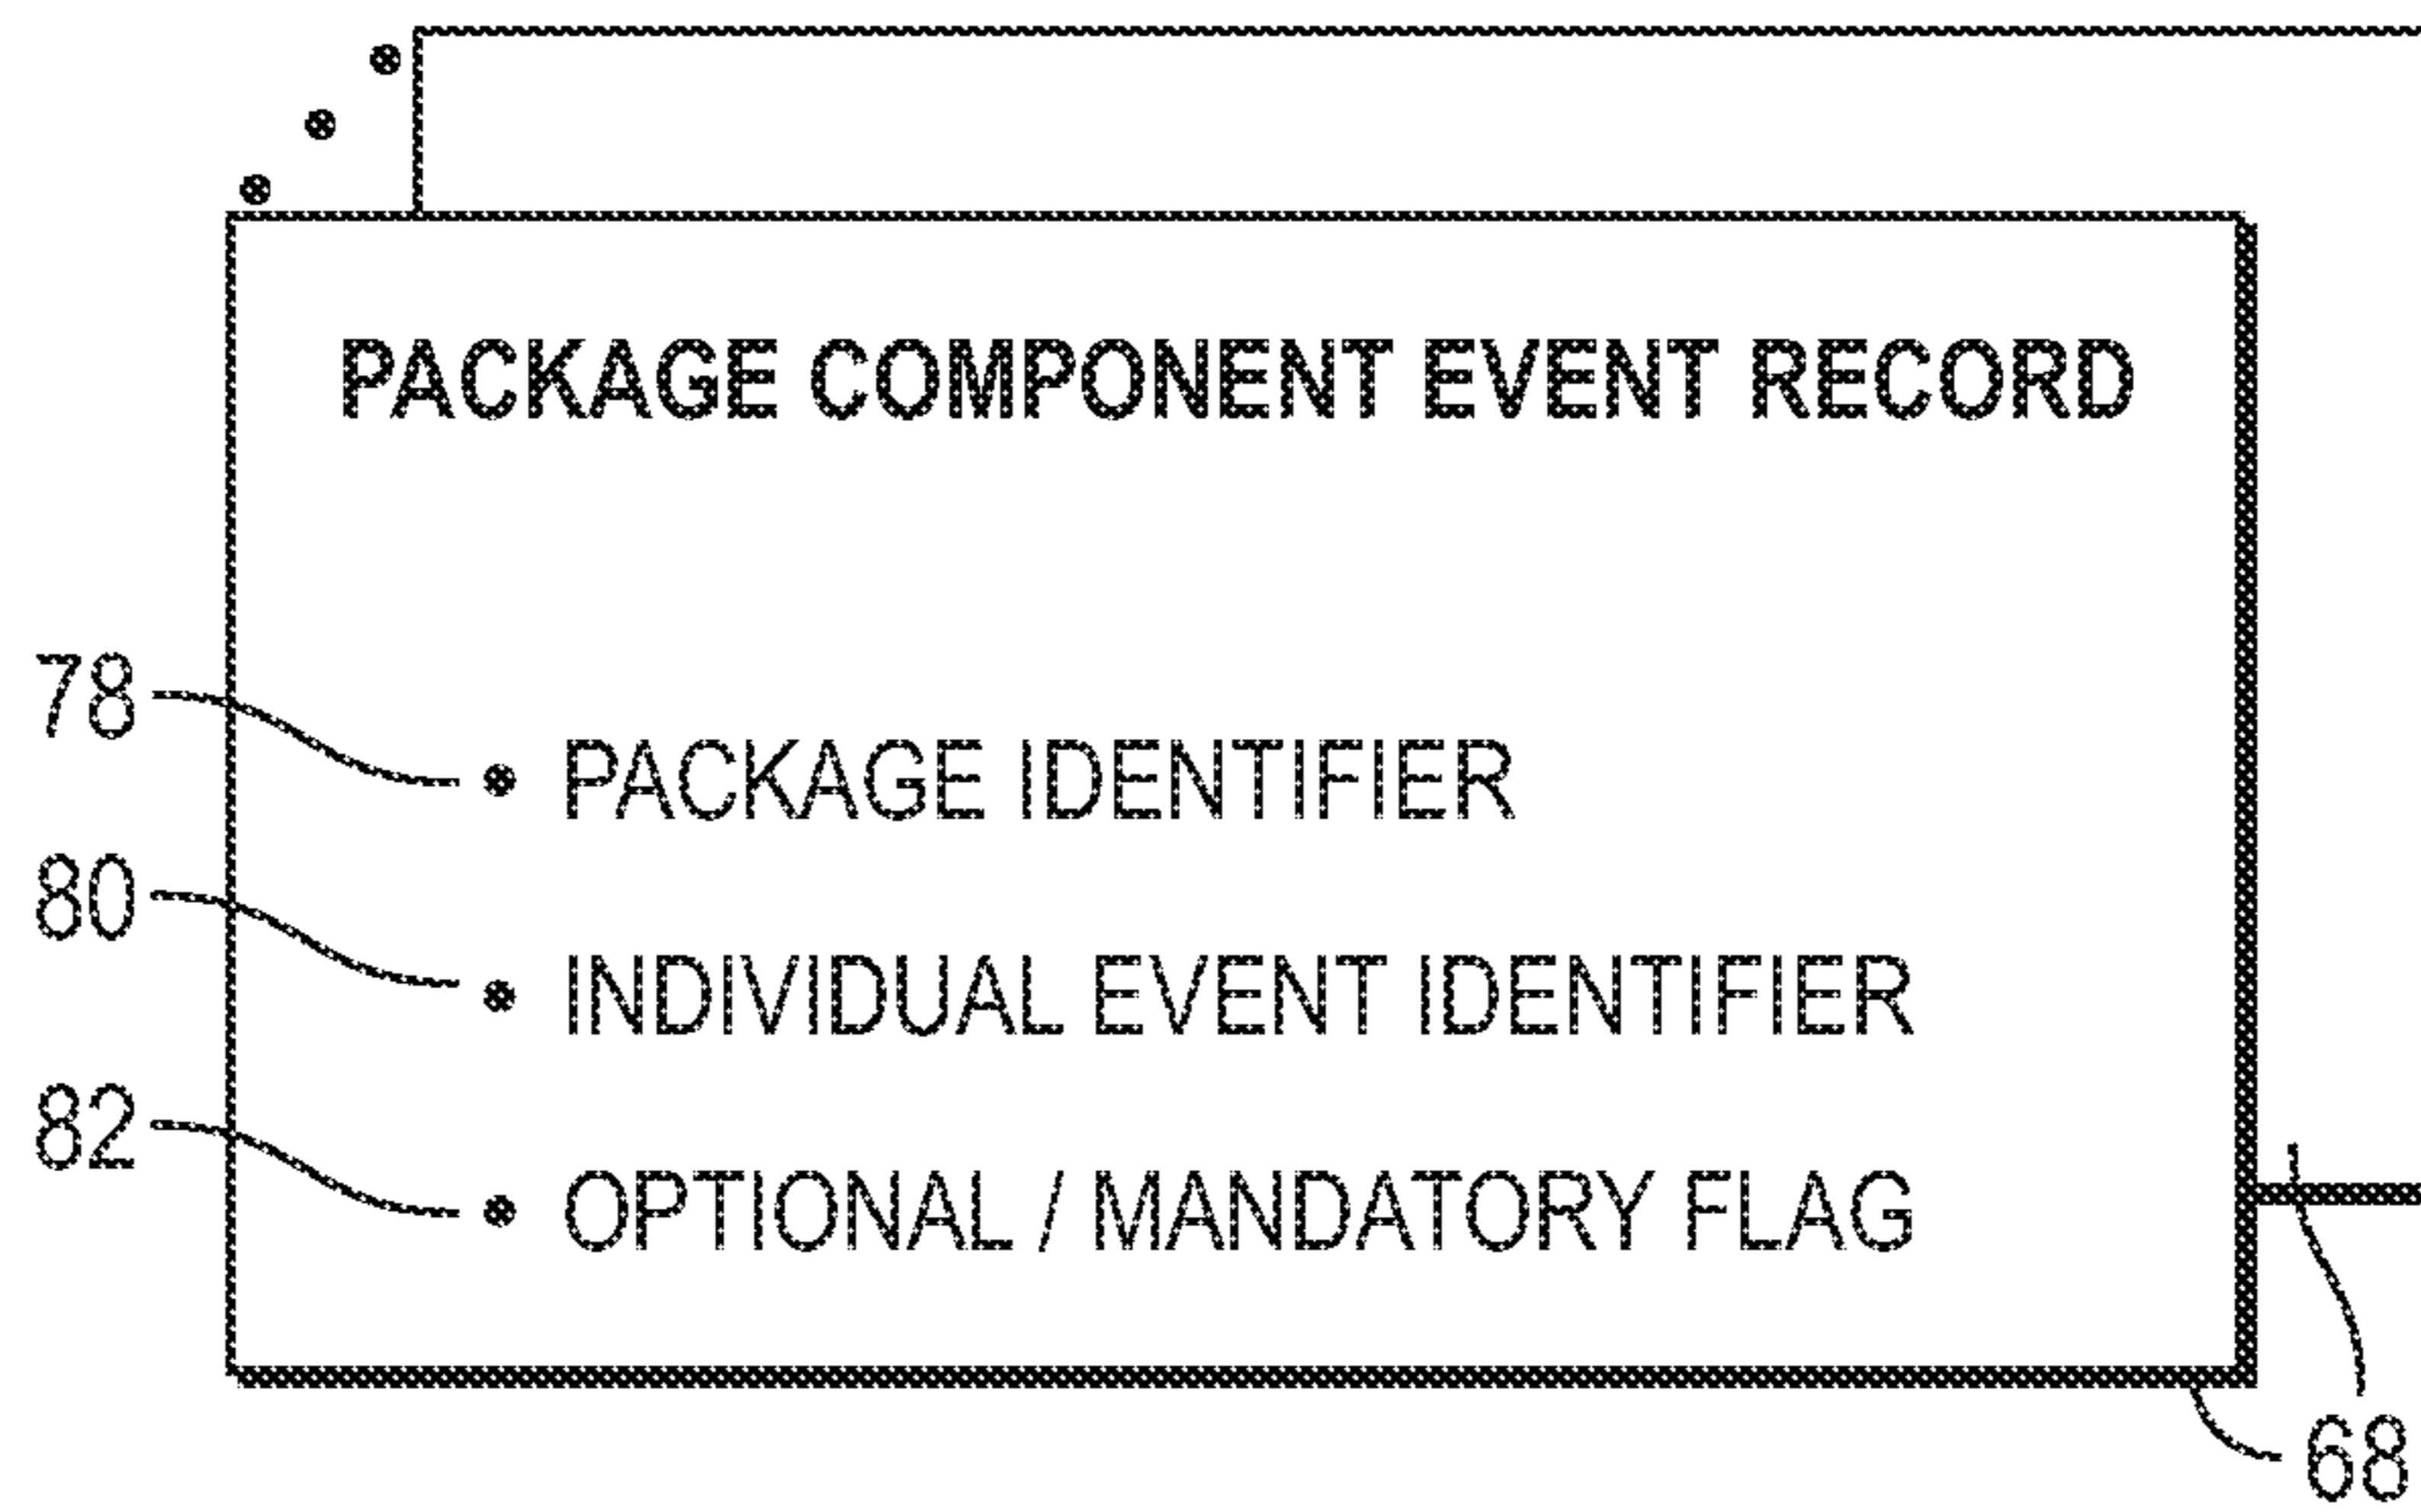 PACKAGE COMPONENT EVENT RECORD
78
• PACKAGE IDENTIFIER
80
• INDIVIDUAL EVENT IDENTIFIER
82
• OPTIONAL / MANDATORY FLAG
68